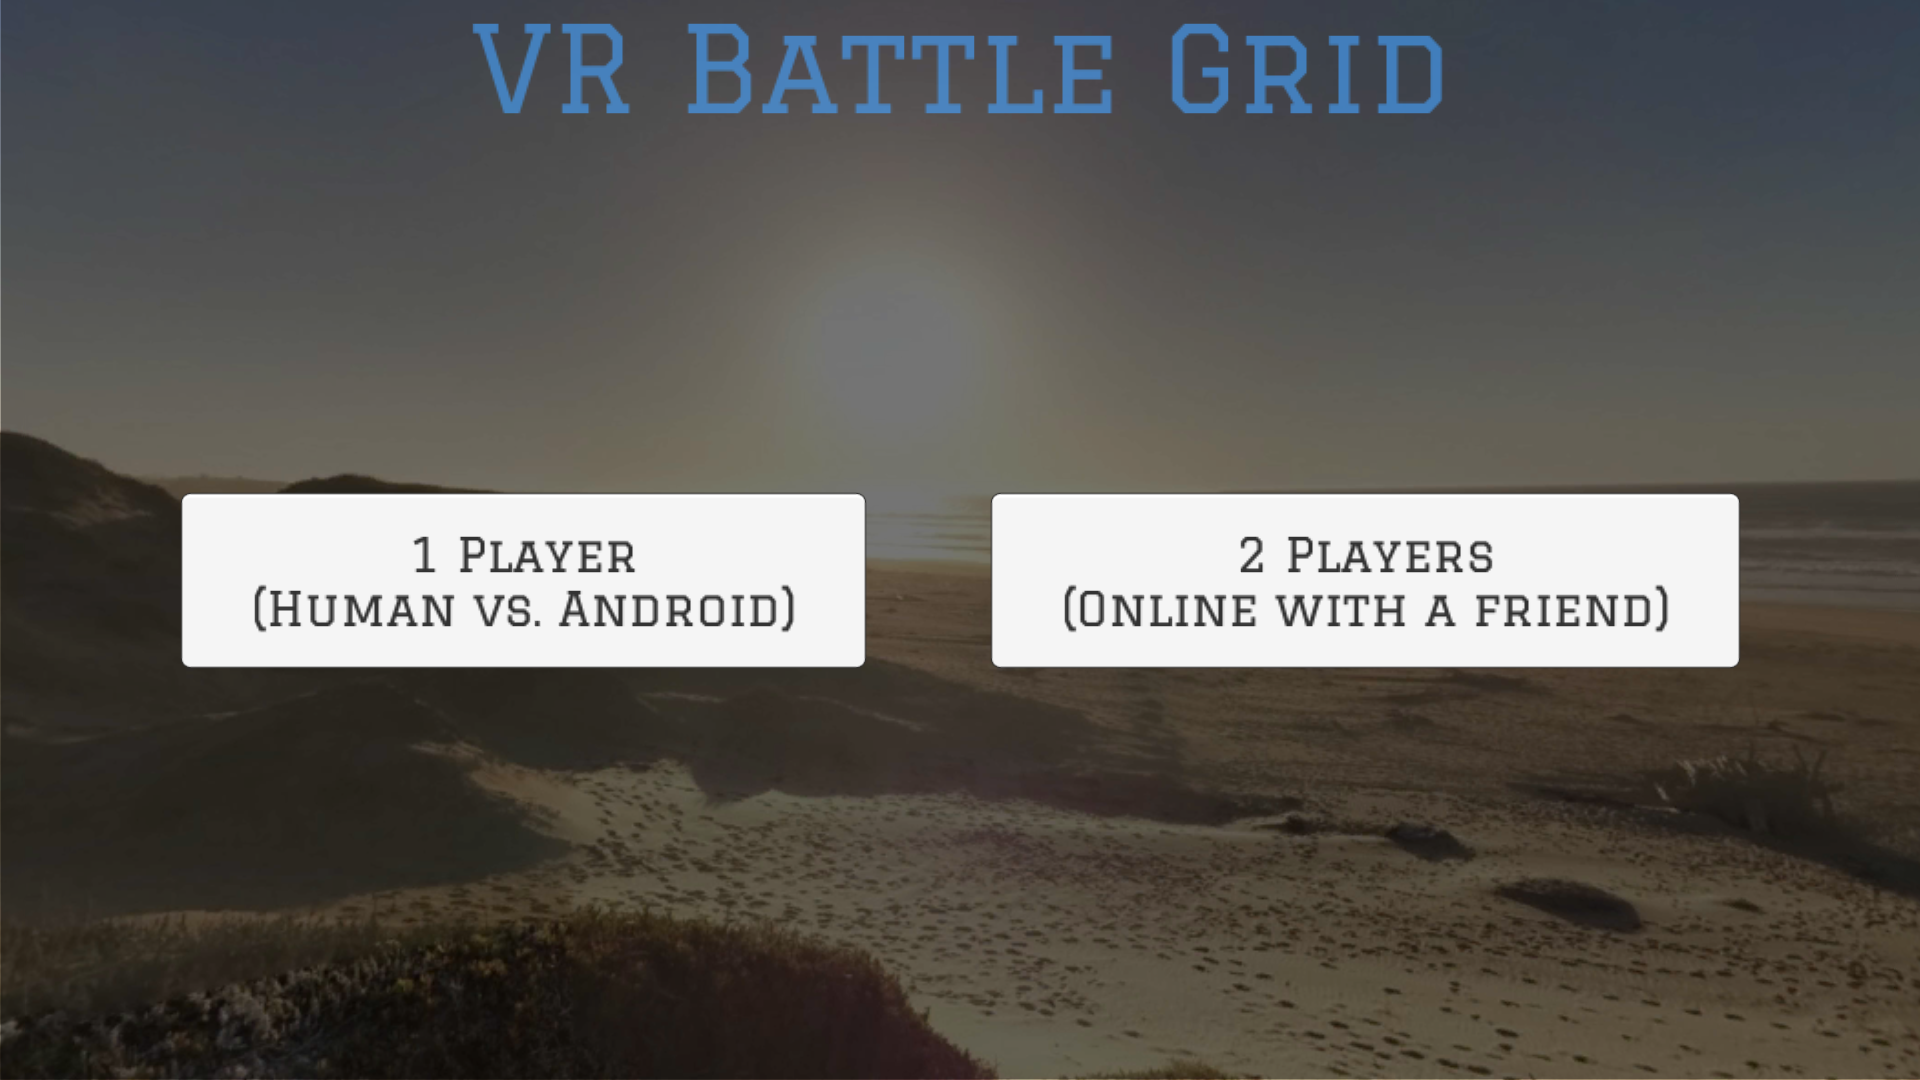 VR Battle Grid
1 Player
(Human vs. Android)
2 Players
(Online with a friend)